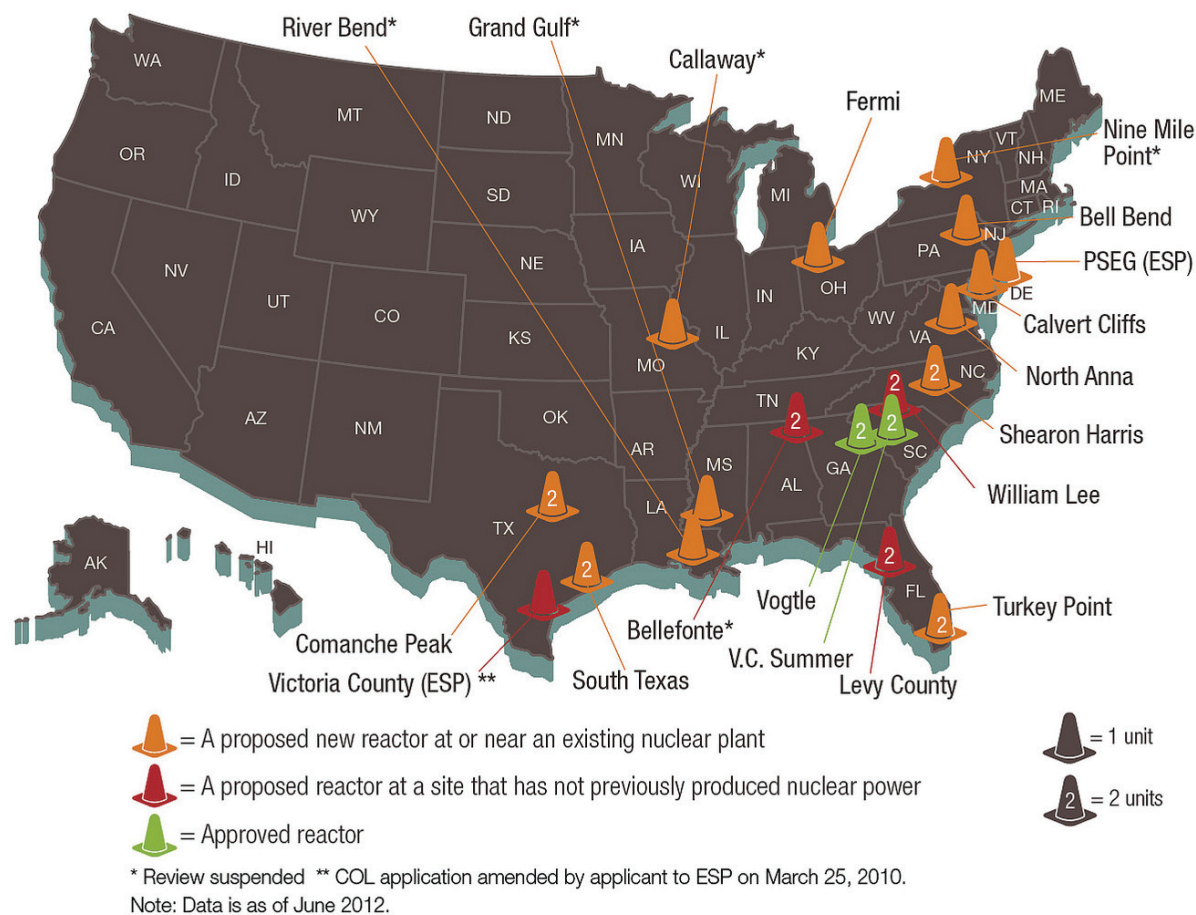 River Bend*
Grand Gulf*
Callaway*
Fermi
Nine Mile
Point*
Bell Bend
PSEG (ESP)
Calvert Cliffs
North Anna
Shearon Harris
William Lee
Turkey Point
Levy County
V.C. Summer
Vogtle
Bellefonte*
South Texas
Comanche Peak
Victoria County (ESP) **
WA
MT
ND
MN
ME
VT
NH
NY
OR
ID
SD
WI
MI
MA
CT
RI
WY
IA
NE
PA
NJ
NV
UT
CO
KS
IL
IN
OH
WV
MD
DE
CA
MO
KY
VA
AZ
NM
OK
AR
TN
NC
SC
TX
LA
MS
AL
GA
FL
AK
HI
2
2
2
2
2
2
2
2
2
= A proposed new reactor at or near an existing nuclear plant
= A proposed reactor at a site that has not previously produced nuclear power
= Approved reactor
= 1 unit
2 = 2 units
* Review suspended ** COL application amended by applicant to ESP on March 25, 2010.
Note: Data is as of June 2012.